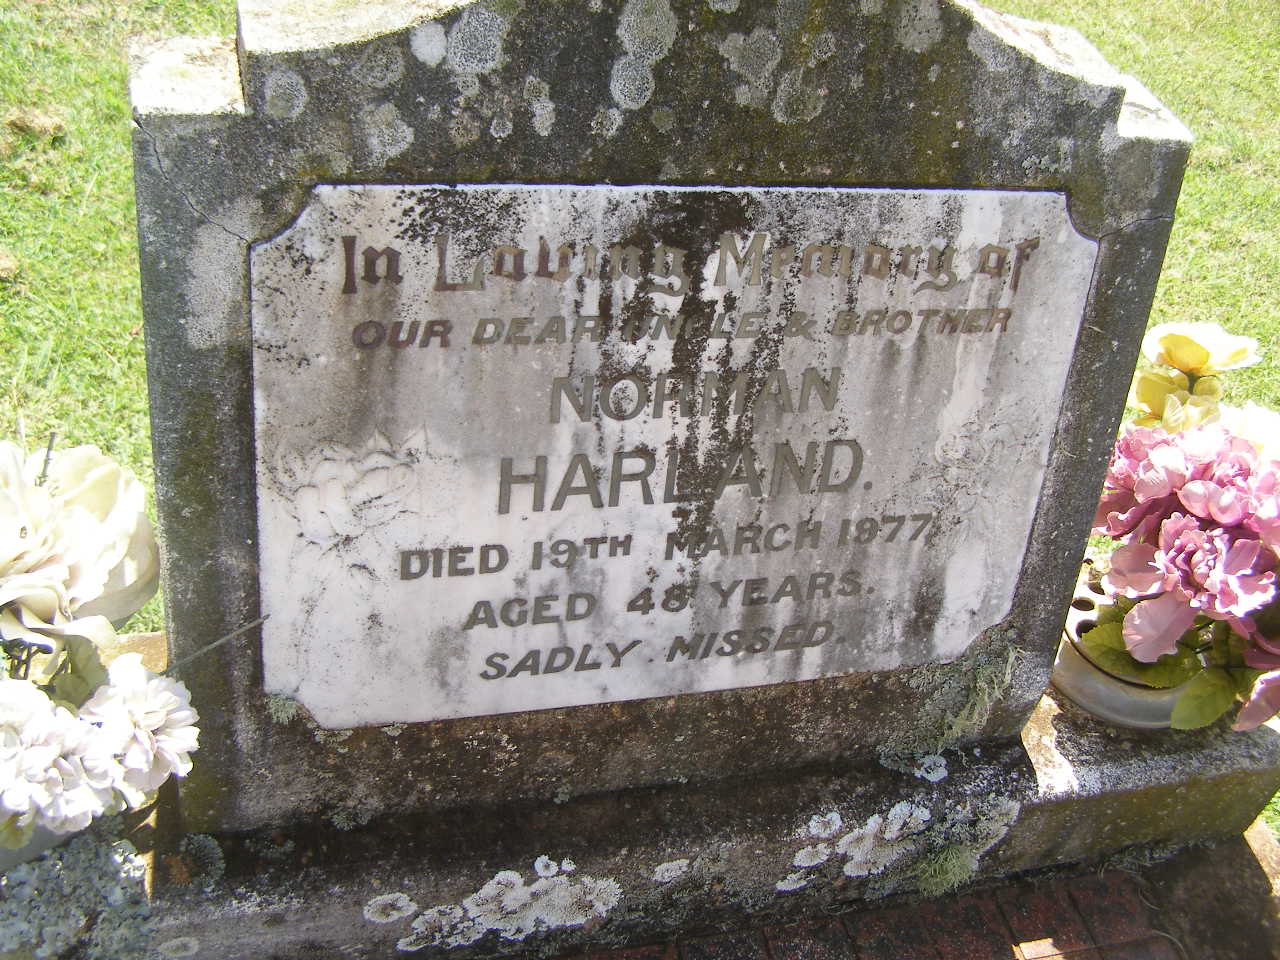 In Loving Memory of
OUR DEAR UNCLE & BROTHER
NORMAN
HARLAND.
DIED 19TH MARCH 1977
AGED 48 YEARS.
SADLY MISSED.